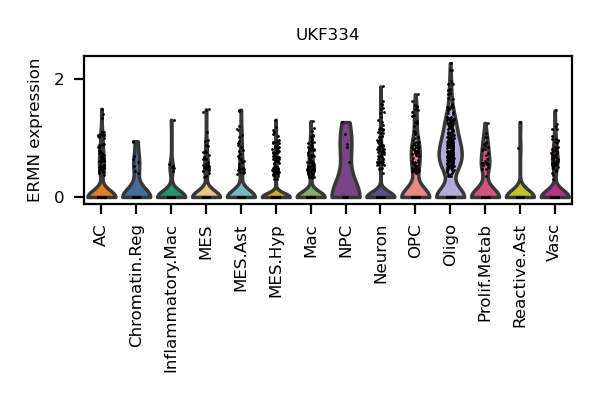 UKF334
ERMN expression
2
0
AC
Chromatin.Reg
Inflammatory.Mac
MES
MES.Ast
MES.Hyp
Mac
NPC
Neuron
OPC
Oligo
Prolif.Metab
Reactive.Ast
Vasc